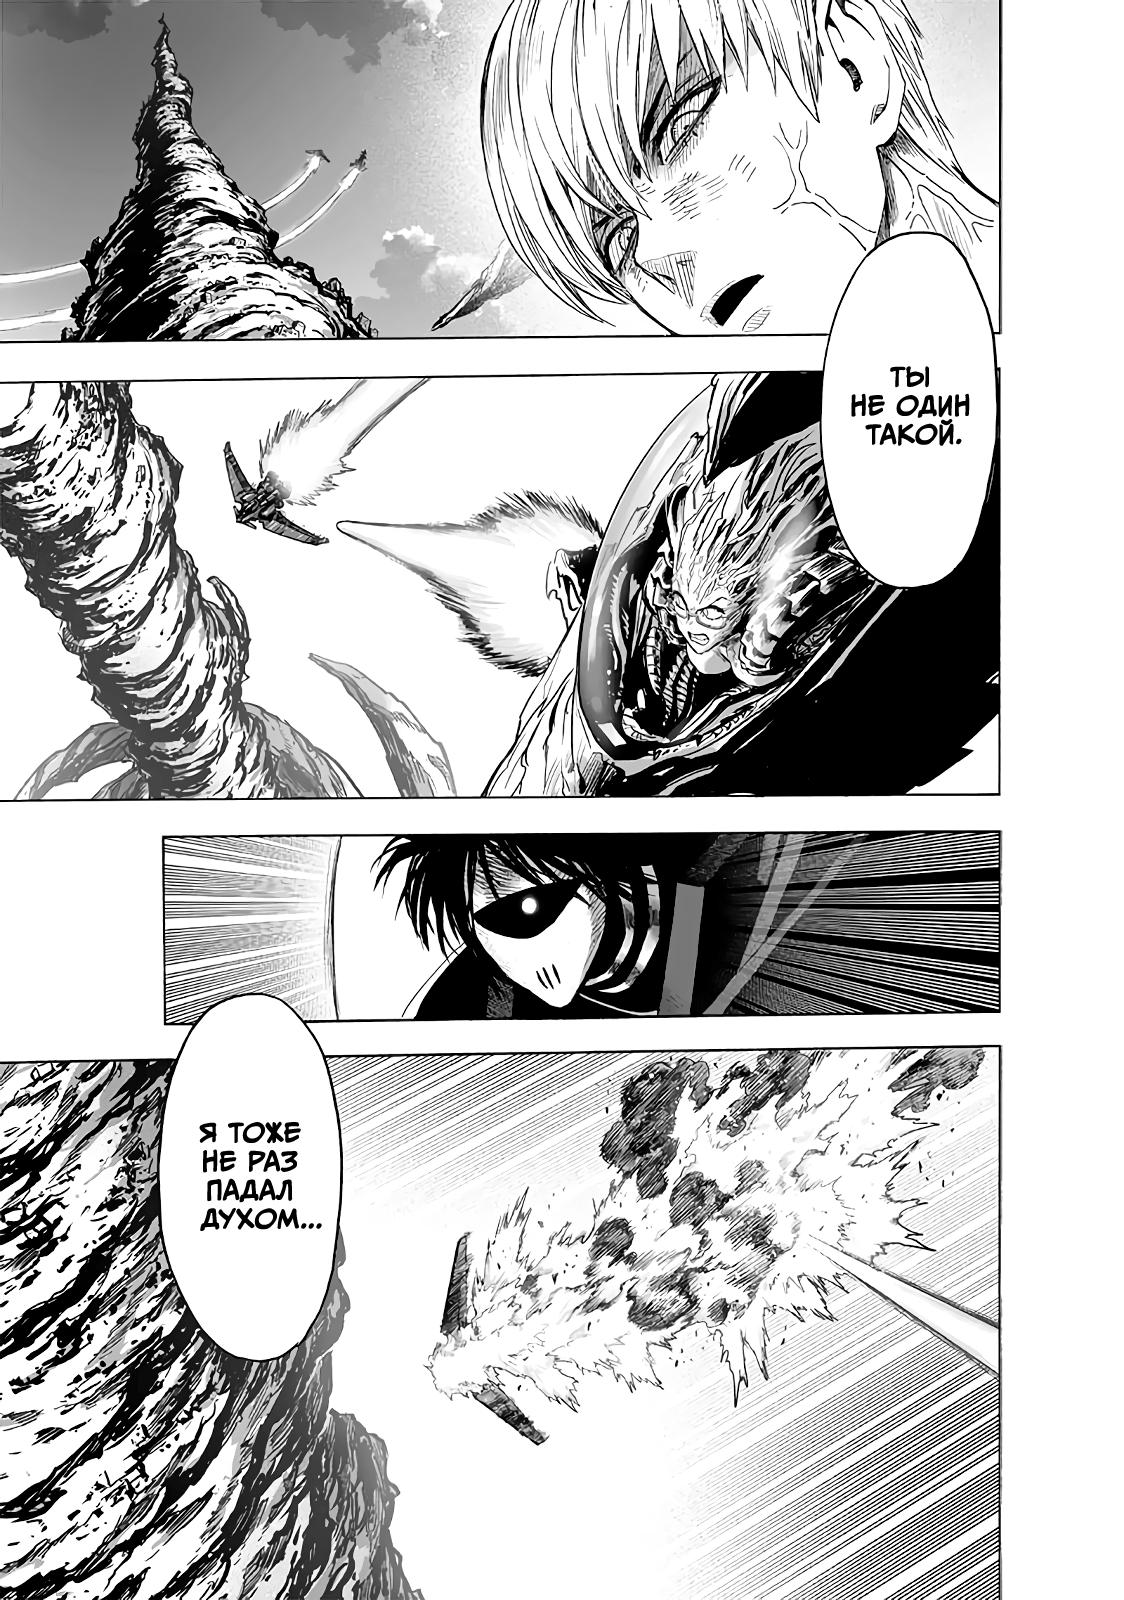 ТЫ
НЕ ОДИН
ТАКОЙ.
Я ТОЖЕ
НЕ РАЗ
ПАДАЛ
ДУХОМ...